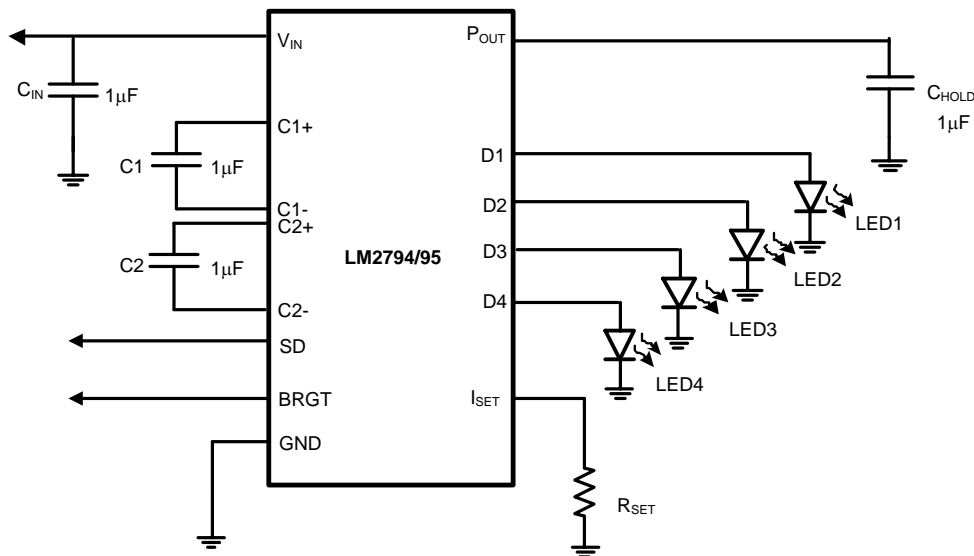 V_IN
P_OUT
C_IN
1μF
C_HOLD
1μF
C1+
C1
1μF
C1-
D1
LED1
C2+
C2
1μF
C2-
D2
LED2
LM2794/95
D3
LED3
D4
LED4
SD
BRGT
I_SET
GND
R_SET